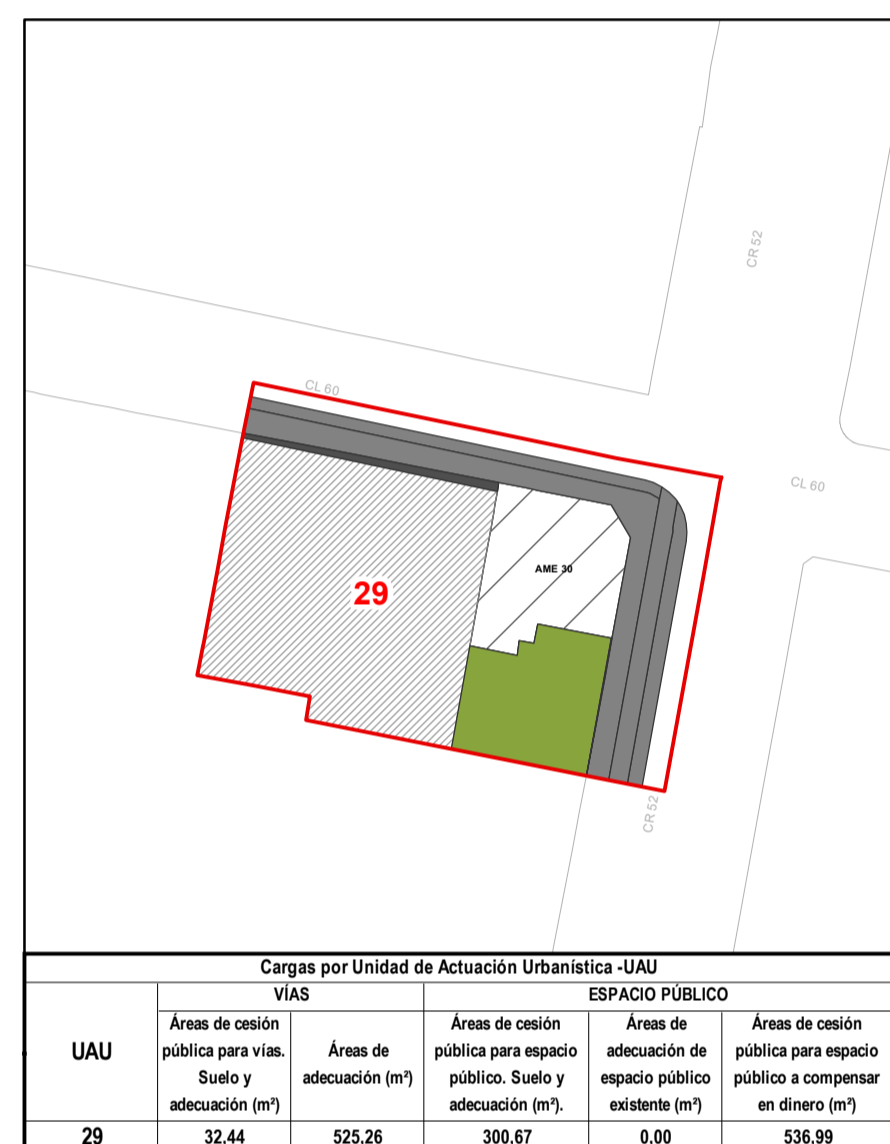 CR 52
CL 60
CL 60
AME 30
29
CR 52
Cargas por Unidad de Actuación Urbanística -UAU
VÍAS
ESPACIO PÚBLICO
UAU
Áreas de cesión
pública para vías.
Suelo y
adecuación (m²)
Áreas de
adecuación (m²)
Áreas de cesión
pública para espacio
público. Suelo y
adecuación (m²).
Áreas de
adecuación de
espacio público
existente (m²)
Áreas de cesión
pública para espacio
público a compensar
en dinero (m²)
29
32,44
525,26
300,67
0,00
536,99